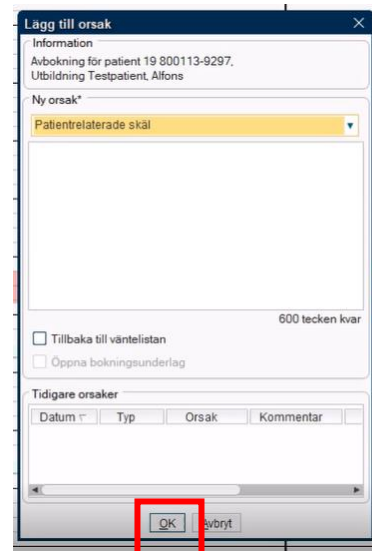 Lägg till orsak
Information
Avbokning för patient 19 800113-9297,
Utbildning Testpatient, Alfons
Ny orsak*
Patientrelaterade skäl
600 tecken kvar
Tillbaka till väntelistan
Öppna bokningsunderlag
Tidigare orsaker
Datum Typ Orsak Kommentar
OK Avbryt